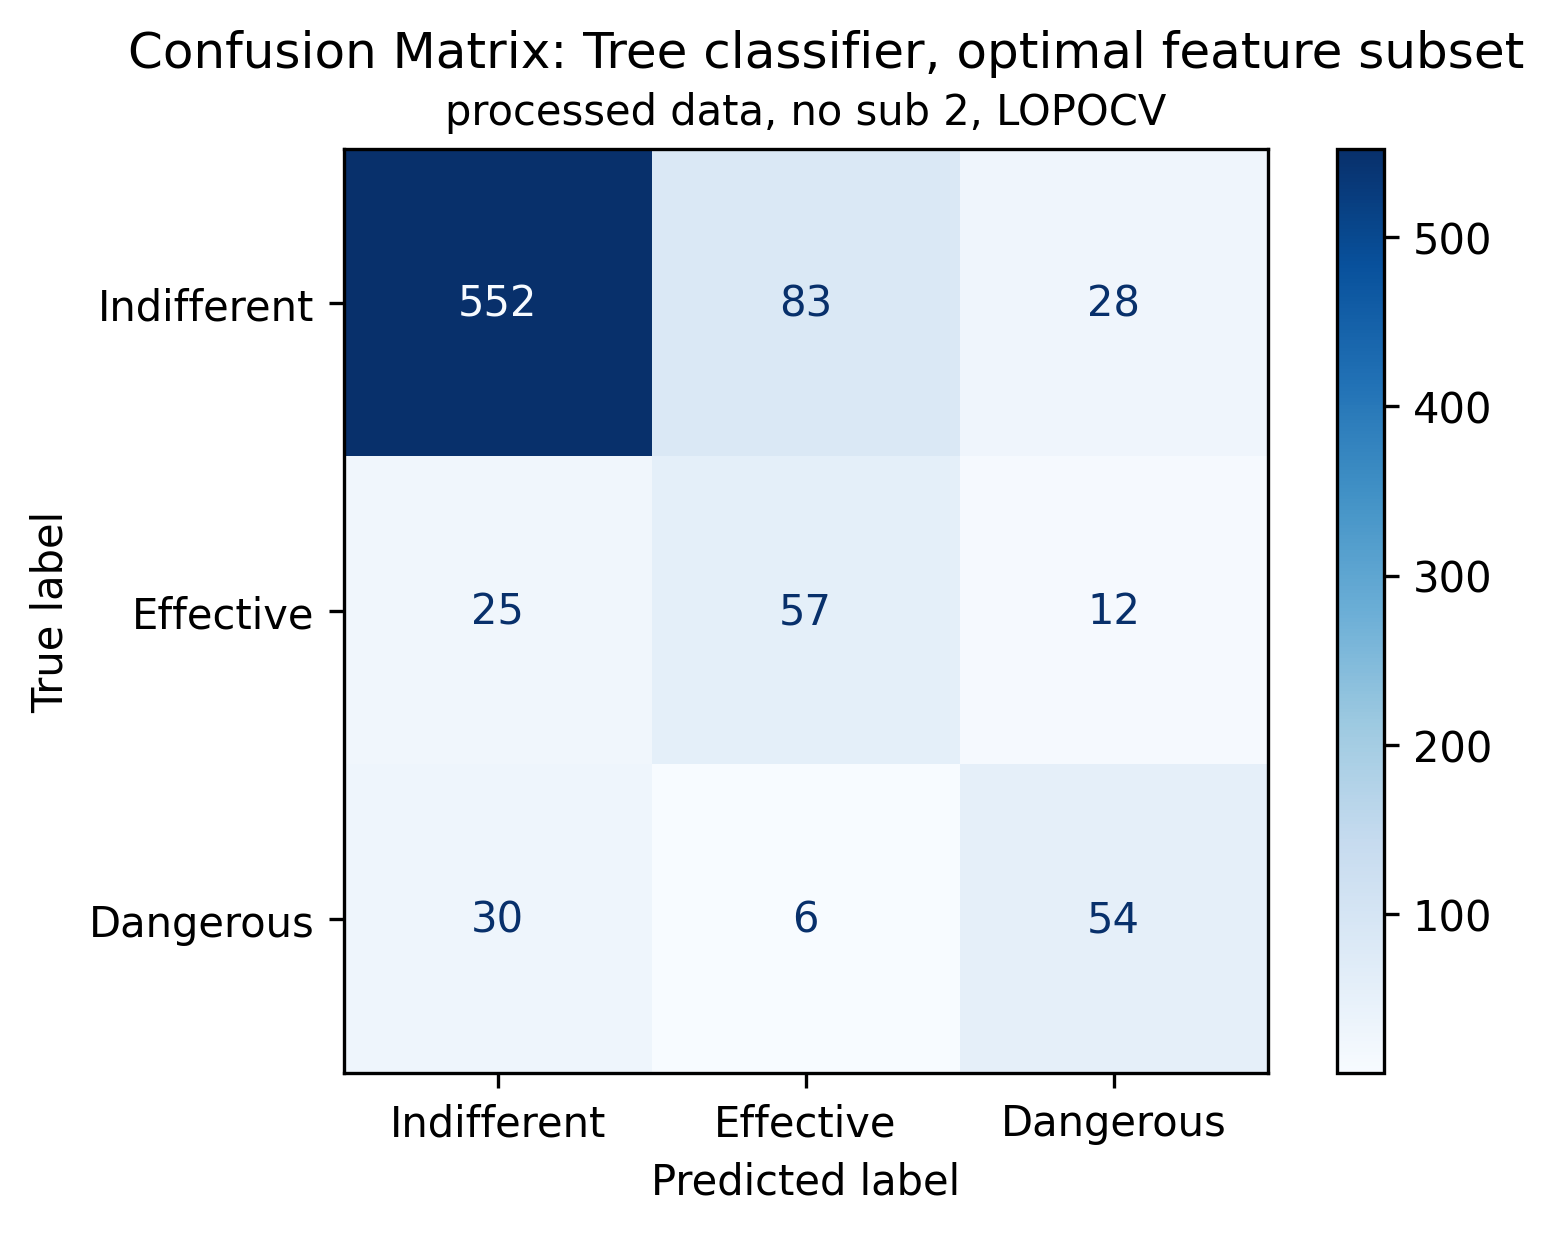 Confusion Matrix: Tree classifier, optimal feature subset
processed data, no sub 2, LOPOCV
True label
Indifferent
Effective
Dangerous
552 83 28
25 57 12
30 6 54
Indifferent Effective Dangerous
Predicted label
500
400
300
200
100